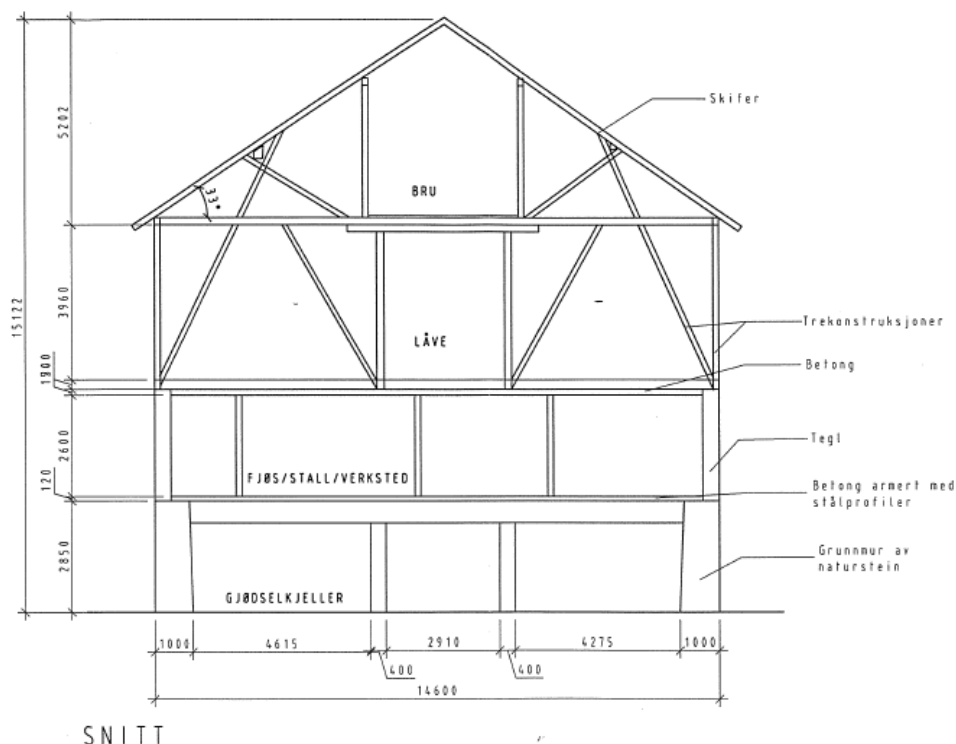 Skifer
5202
33°
BRU
15122
3960
Trekonstruksjoner
LÅVE
Betong
1900
2600
Tegl
FJØS/STALL/VERKSTED
120
Betong armert med
stålprofiler
2850
Grunnmur av
naturstein
GJØDSELKJELLER
1000
4615
2910
4275
1000
400
400
14600
SNITT